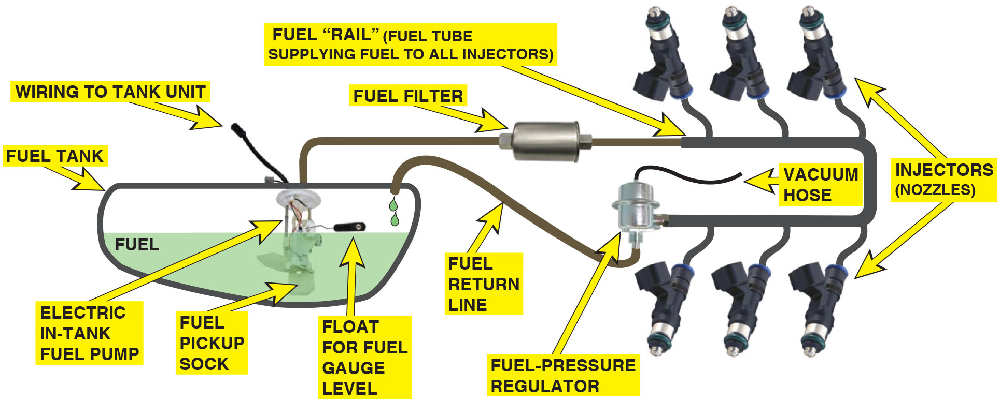 FUEL “RAIL” (FUEL TUBE
SUPPLYING FUEL TO ALL INJECTORS)
WIRING TO TANK UNIT
FUEL FILTER
FUEL TANK
INJECTORS
(NOZZLES)
VACUUM
HOSE
FUEL
FUEL
RETURN
LINE
ELECTRIC
IN-TANK
FUEL PUMP
FUEL
PICKUP
SOCK
FLOAT
FOR FUEL
GAUGE
LEVEL
FUEL-PRESSURE
REGULATOR